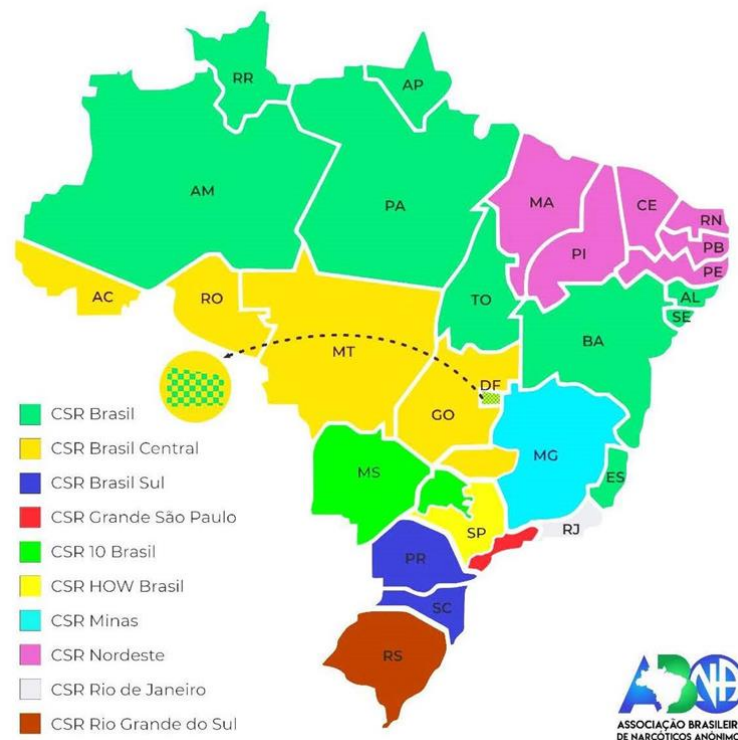 RR
AP
AM
PA
MA
CE
RN
PI
PB
PE
AC
RO
TO
AL
SE
BA
MT
DF
GO
MG
MS
ES
SP
RJ
PR
SC
RS
CSR Brasil
CSR Brasil Central
CSR Brasil Sul
CSR Grande São Paulo
CSR 10 Brasil
CSR HOW Brasil
CSR Minas
CSR Nordeste
CSR Rio de Janeiro
CSR Rio Grande do Sul
ABNA
ASSOCIAÇÃO BRASILEIR
DE NARCÓTICOS ANÔNIMO